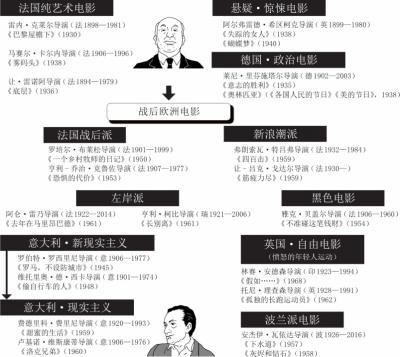 法国纯艺术电影
雷内·克莱尔导演（法1898—1981）
《巴黎屋檐下》（1930）
马赛尔·卡尔内导演（法1906—1996）
《雾码头》（1938）
让·雷诺阿导演（法1894—1979）
《底层》（1936）
悬疑·惊悚电影
阿尔弗雷德·希区柯克导演（英1899—1980）
《失踪的女人》（1938）
《蝴蝶梦》（1940）
德国·政治电影
莱尼·里芬施塔尔导演（德1902—2003）
《意志的胜利》（1935）
《奥林匹亚》（《各国人民的节日》《美的节日》，1938）
战后欧洲电影
法国战后派
罗培尔·布莱松导演（法1901—1999）
《一个乡村牧师的日记》（1950）
亨利-乔治·克鲁佐导演（法1907—1977）
《恐惧的代价》（1953）
新浪潮派
弗朗索瓦·特吕弗导演（法1932—1984）
《四百击》（1959）
让-吕克·戈达尔导演（法1930—）
《筋疲力尽》（1959）
左岸派
阿仑·雷乃导演（法1922—2014）
《去年在马里昂巴德》（1961）
亨利·柯比导演（瑞1921—2006）
《长别离》（1961）
黑色电影
雅克·贝盖尔导演（法1906—1960）
《不准碰这笔钱财》（1954）
意大利·新现实主义
罗伯特·罗西里尼导演（意1906—1977）
《罗马，不设防城市》（1945）
维托里奥·德·西卡导演（意1901—1974）
《偷自行车的人》（1948）
英国·自由电影
（愤怒的年轻人运动）
林赛·安德森导演（印1923—1994）
《假如……》（1968）
托尼·理查森导演（英1928—1991）
《孤独的长跑运动员》（1962）
意大利·现实主义
费德里科·费里尼导演（意1920—1993）
《甜蜜的生活》（1959）
卢基诺·维斯康蒂导演（意1906—1976）
《洛克兄弟》（1960）
波兰派电影
安杰伊·瓦依达导演（波1926—2016）
《下水道》（1957）
《灰烬和钻石》（1958）